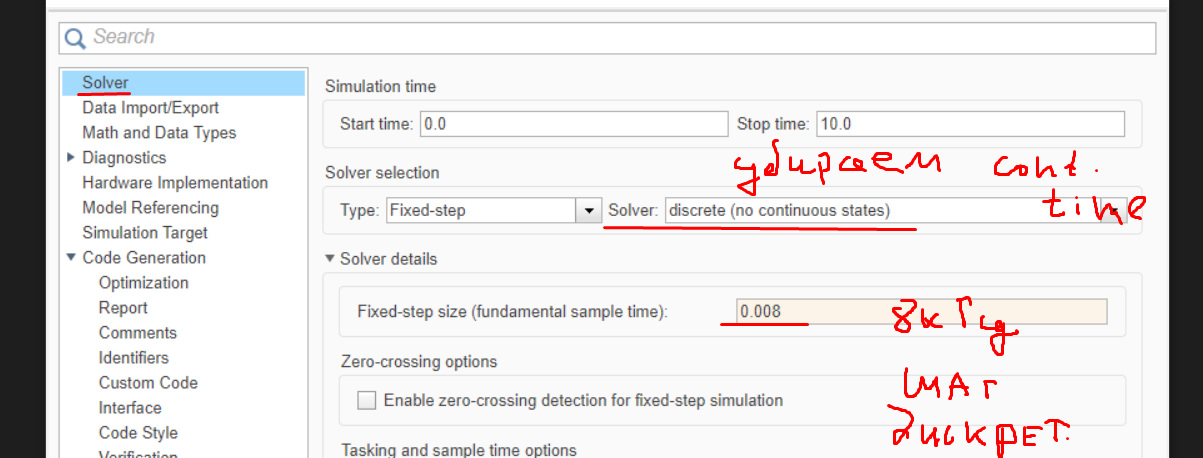 Search
Solver
Data Import/Export
Math and Data Types
Diagnostics
Hardware Implementation
Model Referencing
Simulation Target
Code Generation
Optimization
Report
Comments
Identifiers
Custom Code
Interface
Code Style
Verification
Simulation time
Start time: 0.0 Stop time: 10.0
убираем cont.
time
Solver selection
Type: Fixed-step Solver: discrete (no continuous states)
Solver details
Fixed-step size (fundamental sample time): 0.008
8кГц
Zero-crossing options
шаг
Enable zero-crossing detection for fixed-step simulation
дискрет.
Tasking and sample time options